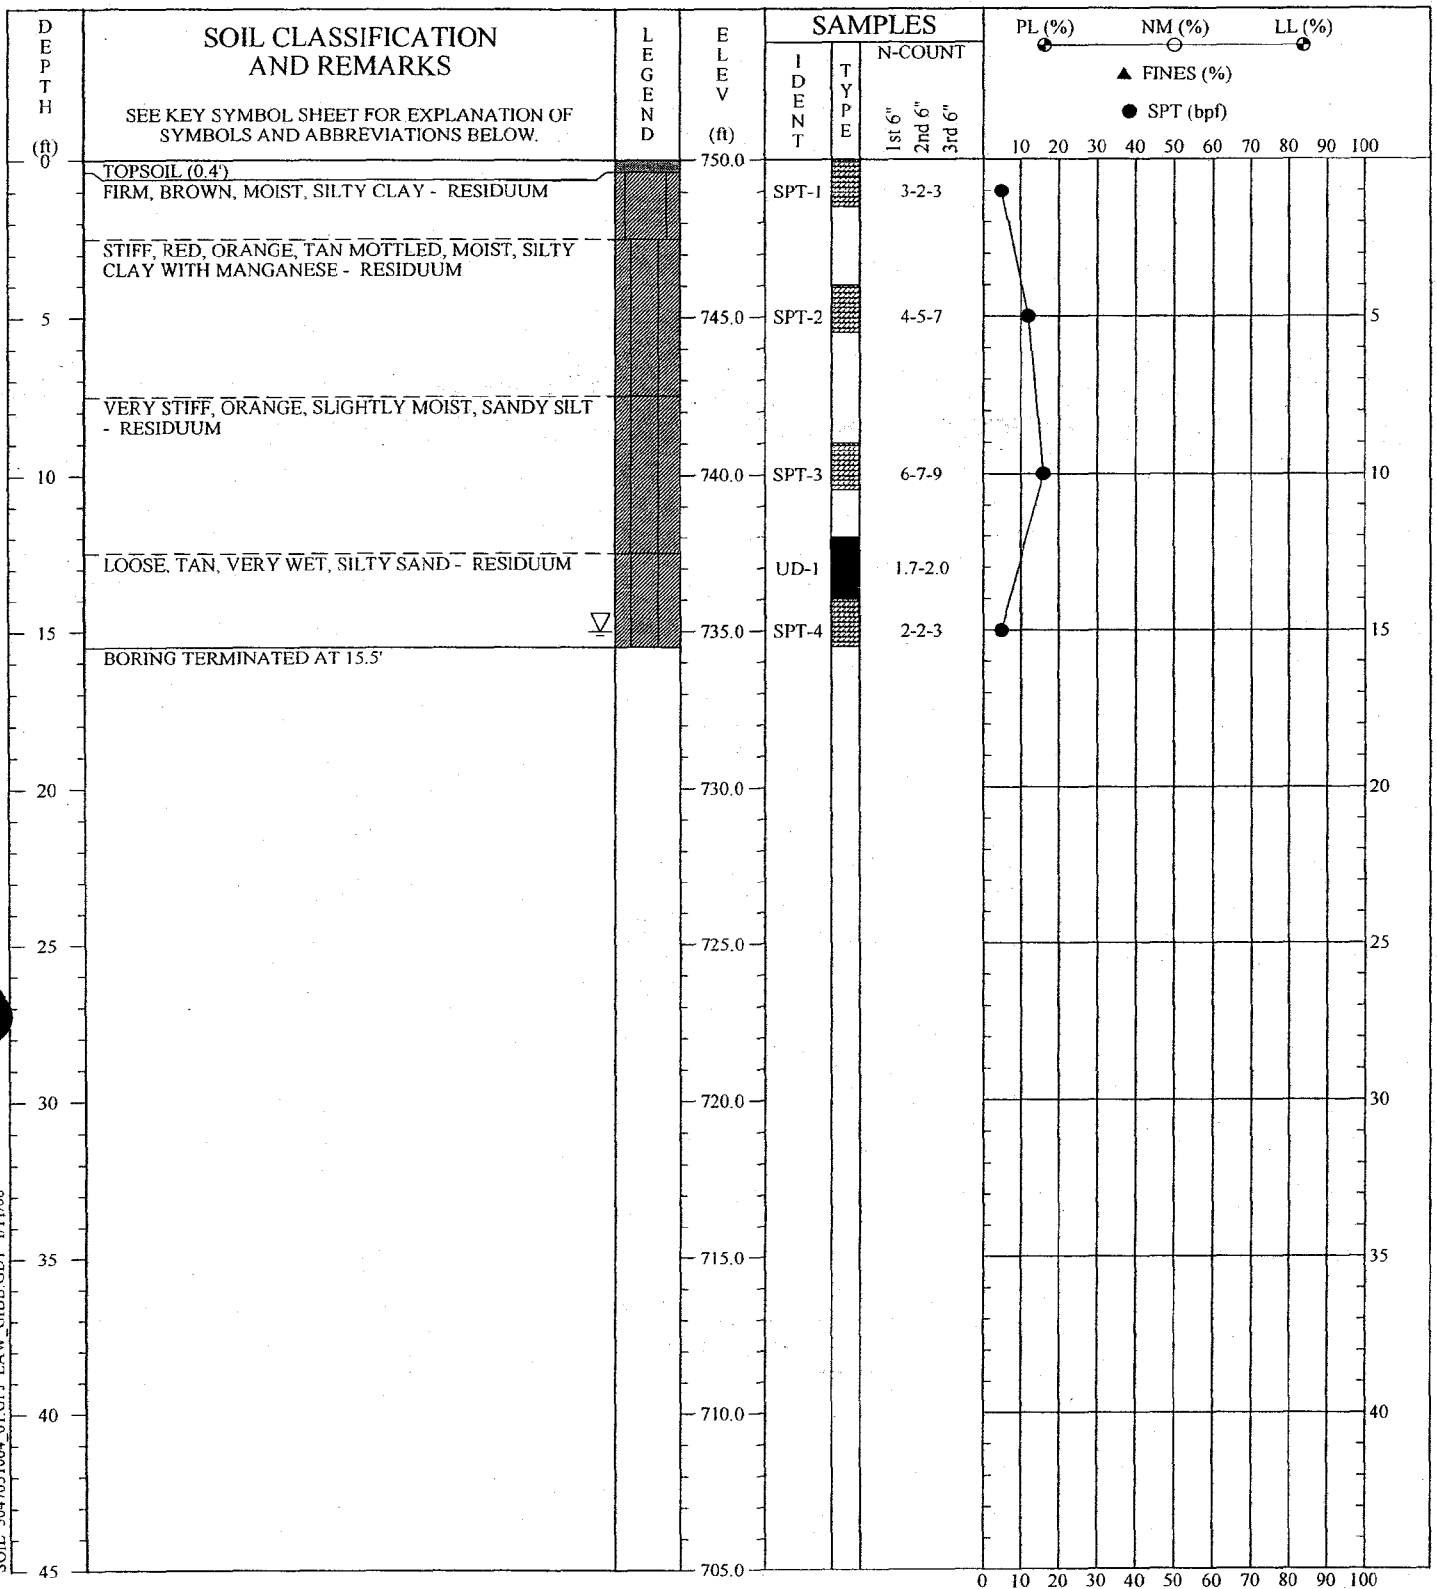 DEPTH (ft)
SOIL CLASSIFICATION
AND REMARKS
SEE KEY SYMBOL SHEET FOR EXPLANATION OF
SYMBOLS AND ABBREVIATIONS BELOW.
LEGEND
ELEV (ft)
SAMPLES
IDENT
TYPE
N-COUNT
1st 6"
2nd 6"
3rd 6"
PL (%) NM (%) LL (%)
▲ FINES (%)
● SPT (bpf)
10 20 30 40 50 60 70 80 90 100
0 750.0
TOPSOIL (0.4')
FIRM, BROWN, MOIST, SILTY CLAY - RESIDUUM
SPT-1 3-2-3
STIFF, RED, ORANGE, TAN MOTTLED, MOIST, SILTY
CLAY WITH MANGANESE - RESIDUUM
5 745.0 SPT-2 4-5-7 5
VERY STIFF, ORANGE, SLIGHTLY MOIST, SANDY SILT
- RESIDUUM
10 740.0 SPT-3 6-7-9 10
LOOSE, TAN, VERY WET, SILTY SAND - RESIDUUM
UD-1 1.7-2.0
15 735.0 SPT-4 2-2-3 15
BORING TERMINATED AT 15.5'
20 730.0 20
25 725.0 25
30 720.0 30
35 715.0 35
40 710.0 40
45 705.0
0 10 20 30 40 50 60 70 80 90 100